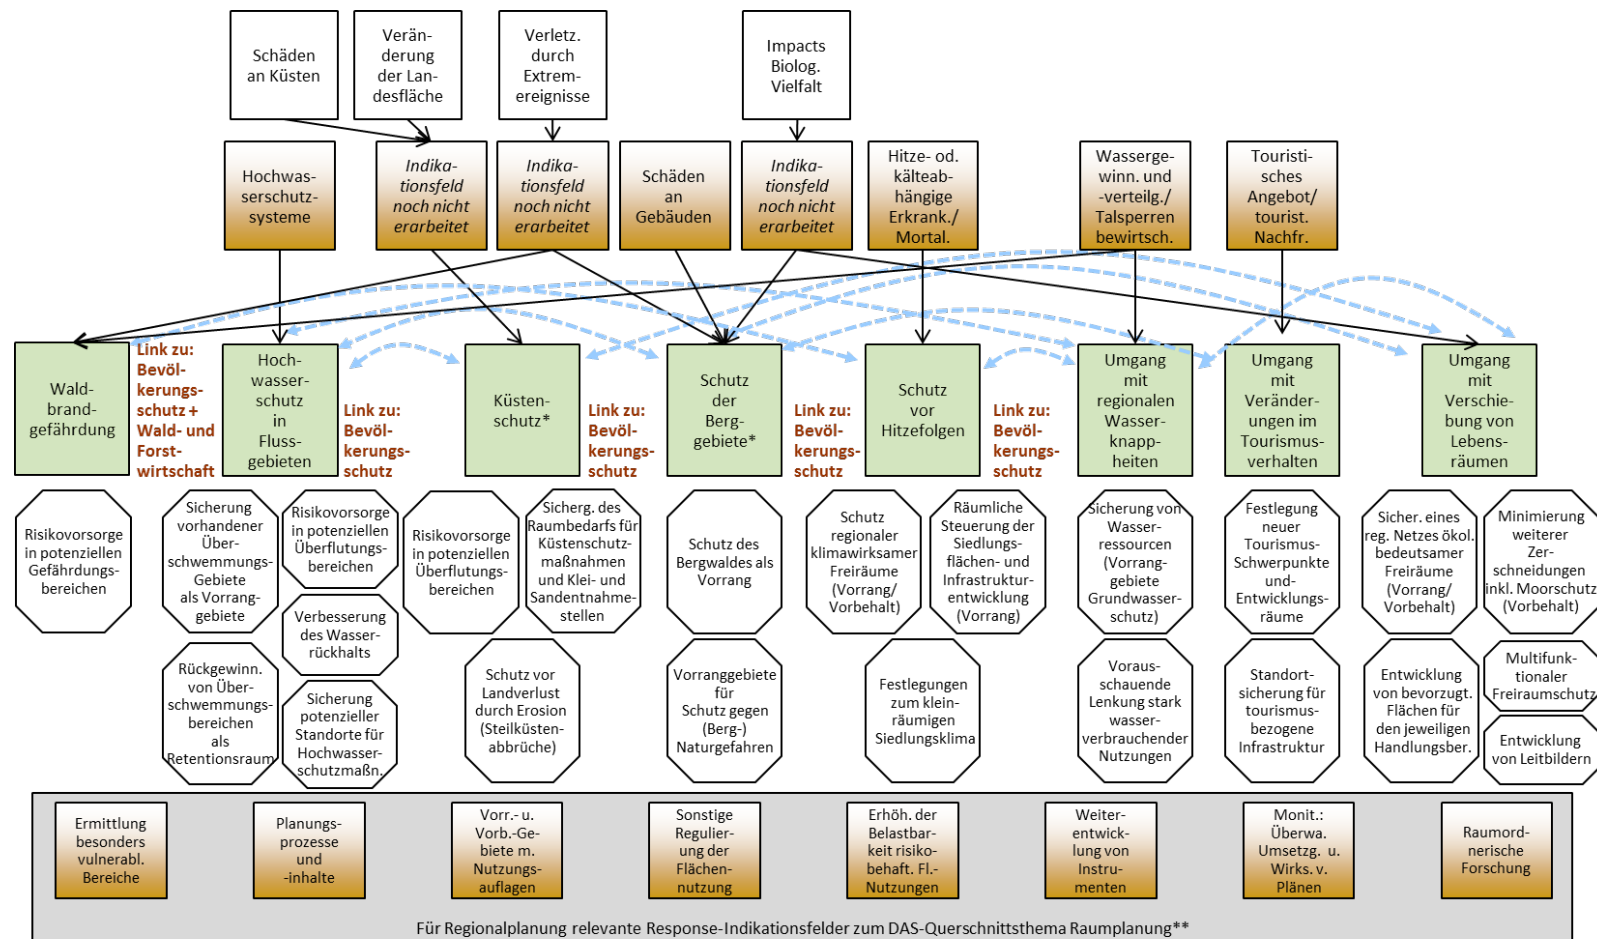 Schäden
an Küsten
Verän-
derung
der Lan-
desfläche
Verletz.
durch
Extrem-
ereignisse
Impacts
Biolog.
Vielfalt
Hochwas-
serschutz-
systeme
Indika-
tionsfeld
noch nicht
erarbeitet
Indika-
tionsfeld
noch nicht
erarbeitet
Schäden
an
Gebäuden
Indika-
tionsfeld
noch nicht
erarbeitet
Hitze- od.
kälteab-
hängige
Erkrank./
Mortal.
Wasserge-
winn. und
-verteilg./
Talsperren
bewirtsch.
Touristi-
sches
Angebot/
tourist.
Nachfr.
Wald-
brand-
gefährdung
Link zu:
Bevöl-
kerungs-
schutz +
Wald- und
Forst-
wirtschaft
Hoch-
wasser-
schutz
in
Fluss-
gebieten
Link zu:
Bevöl-
kerungs-
schutz
Küsten-
schutz*
Link zu:
Bevöl-
kerungs-
schutz
Schutz
der
Berg-
gebiete*
Link zu:
Bevöl-
kerungs-
schutz
Schutz
vor
Hitzefolgen
Link zu:
Bevöl-
kerungs-
schutz
Umgang
mit
regionalen
Wasser-
knapp-
heiten
Umgang
mit
Veränder-
ungen im
Tourismus-
verhalten
Umgang
mit
Verschie-
bung von
Lebens-
räumen
Risikovorsorge
in potenziellen
Gefährdungs-
bereichen
Sicherung
vorhandener
Über-
schwemmungs-
Gebiete
als Vorrang-
gebiete
Risikovorsorge
in potenziellen
Überflutungs-
bereichen
Verbesserung
des Wasser-
rückhalts
Rückgewinn.
von Über-
schwemmungs-
bereichen
als
Retentionsraum
Sicherung
potenzieller
Standorte für
Hochwasser-
schutzmaßn.
Risikovorsorge
in potenziellen
Überflutungs-
bereichen
Sicherg. des
Raumbedarfs für
Küstenschutz-
maßnahmen
und Klei- und
Sandentnahme-
stellen
Schutz vor
Landverlust
durch Erosion
(Steilküsten-
abbrüche)
Schutz des
Bergwaldes als
Vorrang
Vorranggebiete
für
Schutz gegen
(Berg-)
Naturgefahren
Schutz
regionaler
klimawirksamer
Freiräume
(Vorrang/
Vorbehalt)
Räumliche
Steuerung der
Siedlungs-
flächen- und
Infrastruktur-
entwicklung
(Vorrang)
Festlegungen
zum klein-
räumigen
Siedlungsklima
Sicherung von
Wasser-
ressourcen
(Vorrang-
gebiete
Grundwasser-
schutz)
Voraus-
schauende
Lenkung stark
wasser-
verbrauchender
Nutzungen
Festlegung
neuer
Tourismus-
Schwerpunkte
und-
Entwicklungs-
räume
Standort-
sicherung für
tourismus-
bezogene
Infrastruktur
Sicher. eines
reg. Netzes ökol.
bedeutsamer
Freiräume
(Vorrang/
Vorbehalt)
Minimierung
weiterer
Zer-
schneidungen
inkl. Moorschutz
(Vorbehalt)
Entwicklung
von bevorzugt.
Flächen für
den jeweiligen
Handlungsber.
Multifunk-
tionaler
Freiraumschutz
Entwicklung
von Leitbildern
Ermittlung
besonders
vulnerabl.
Bereiche
Planungs-
prozesse
und
-inhalte
Vorr.- u.
Vorb.-Ge-
biete m.
Nutzungs-
auflagen
Sonstige
Regulier-
ung der
Flächen-
nutzung
Erhöh. der
Belastbar-
keit risiko-
behaft. Fl.-
Nutzungen
Weiter-
entwick-
lung von
Instru-
menten
Monit.:
Überwa.
Umsetzg. u.
Wirks. v.
Plänen
Raumord-
nerische
Forschung
Für Regionalplanung relevante Response-Indikationsfelder zum DAS-Querschnittsthema Raumplanung**